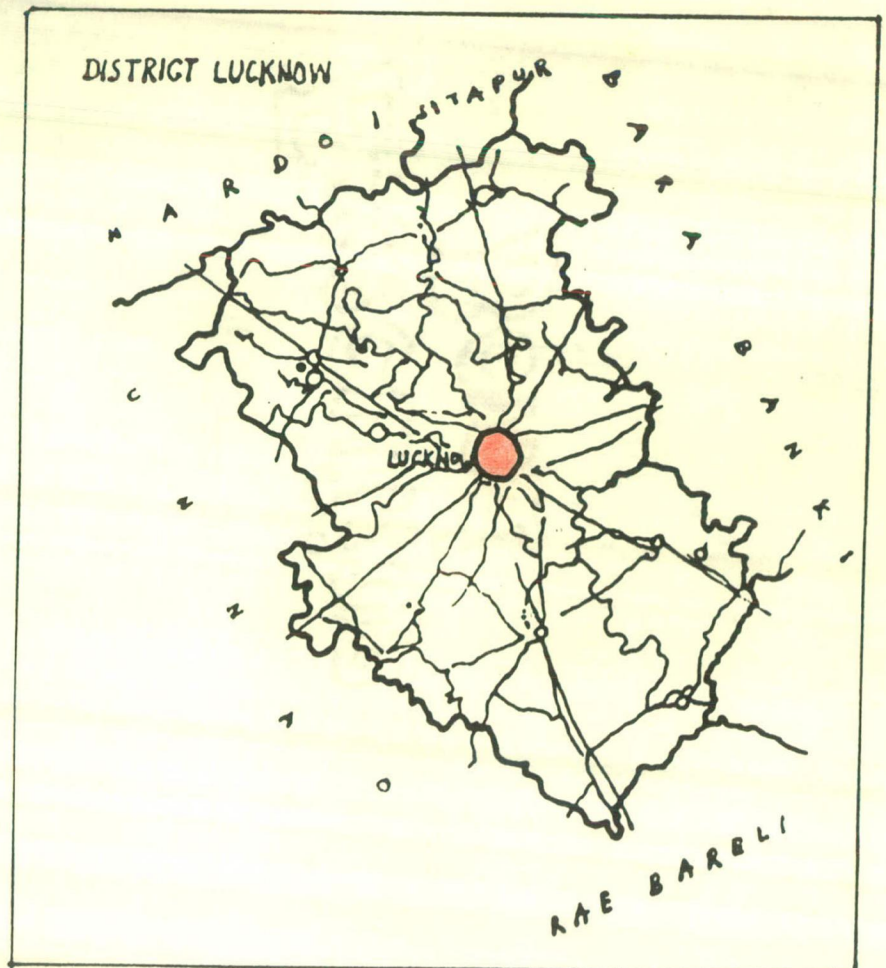 DISTRICT LUCKNOW
HARDOI
SITAPUR
BARABANKI
LUCKNOW
UNNAO
RAE BARELI